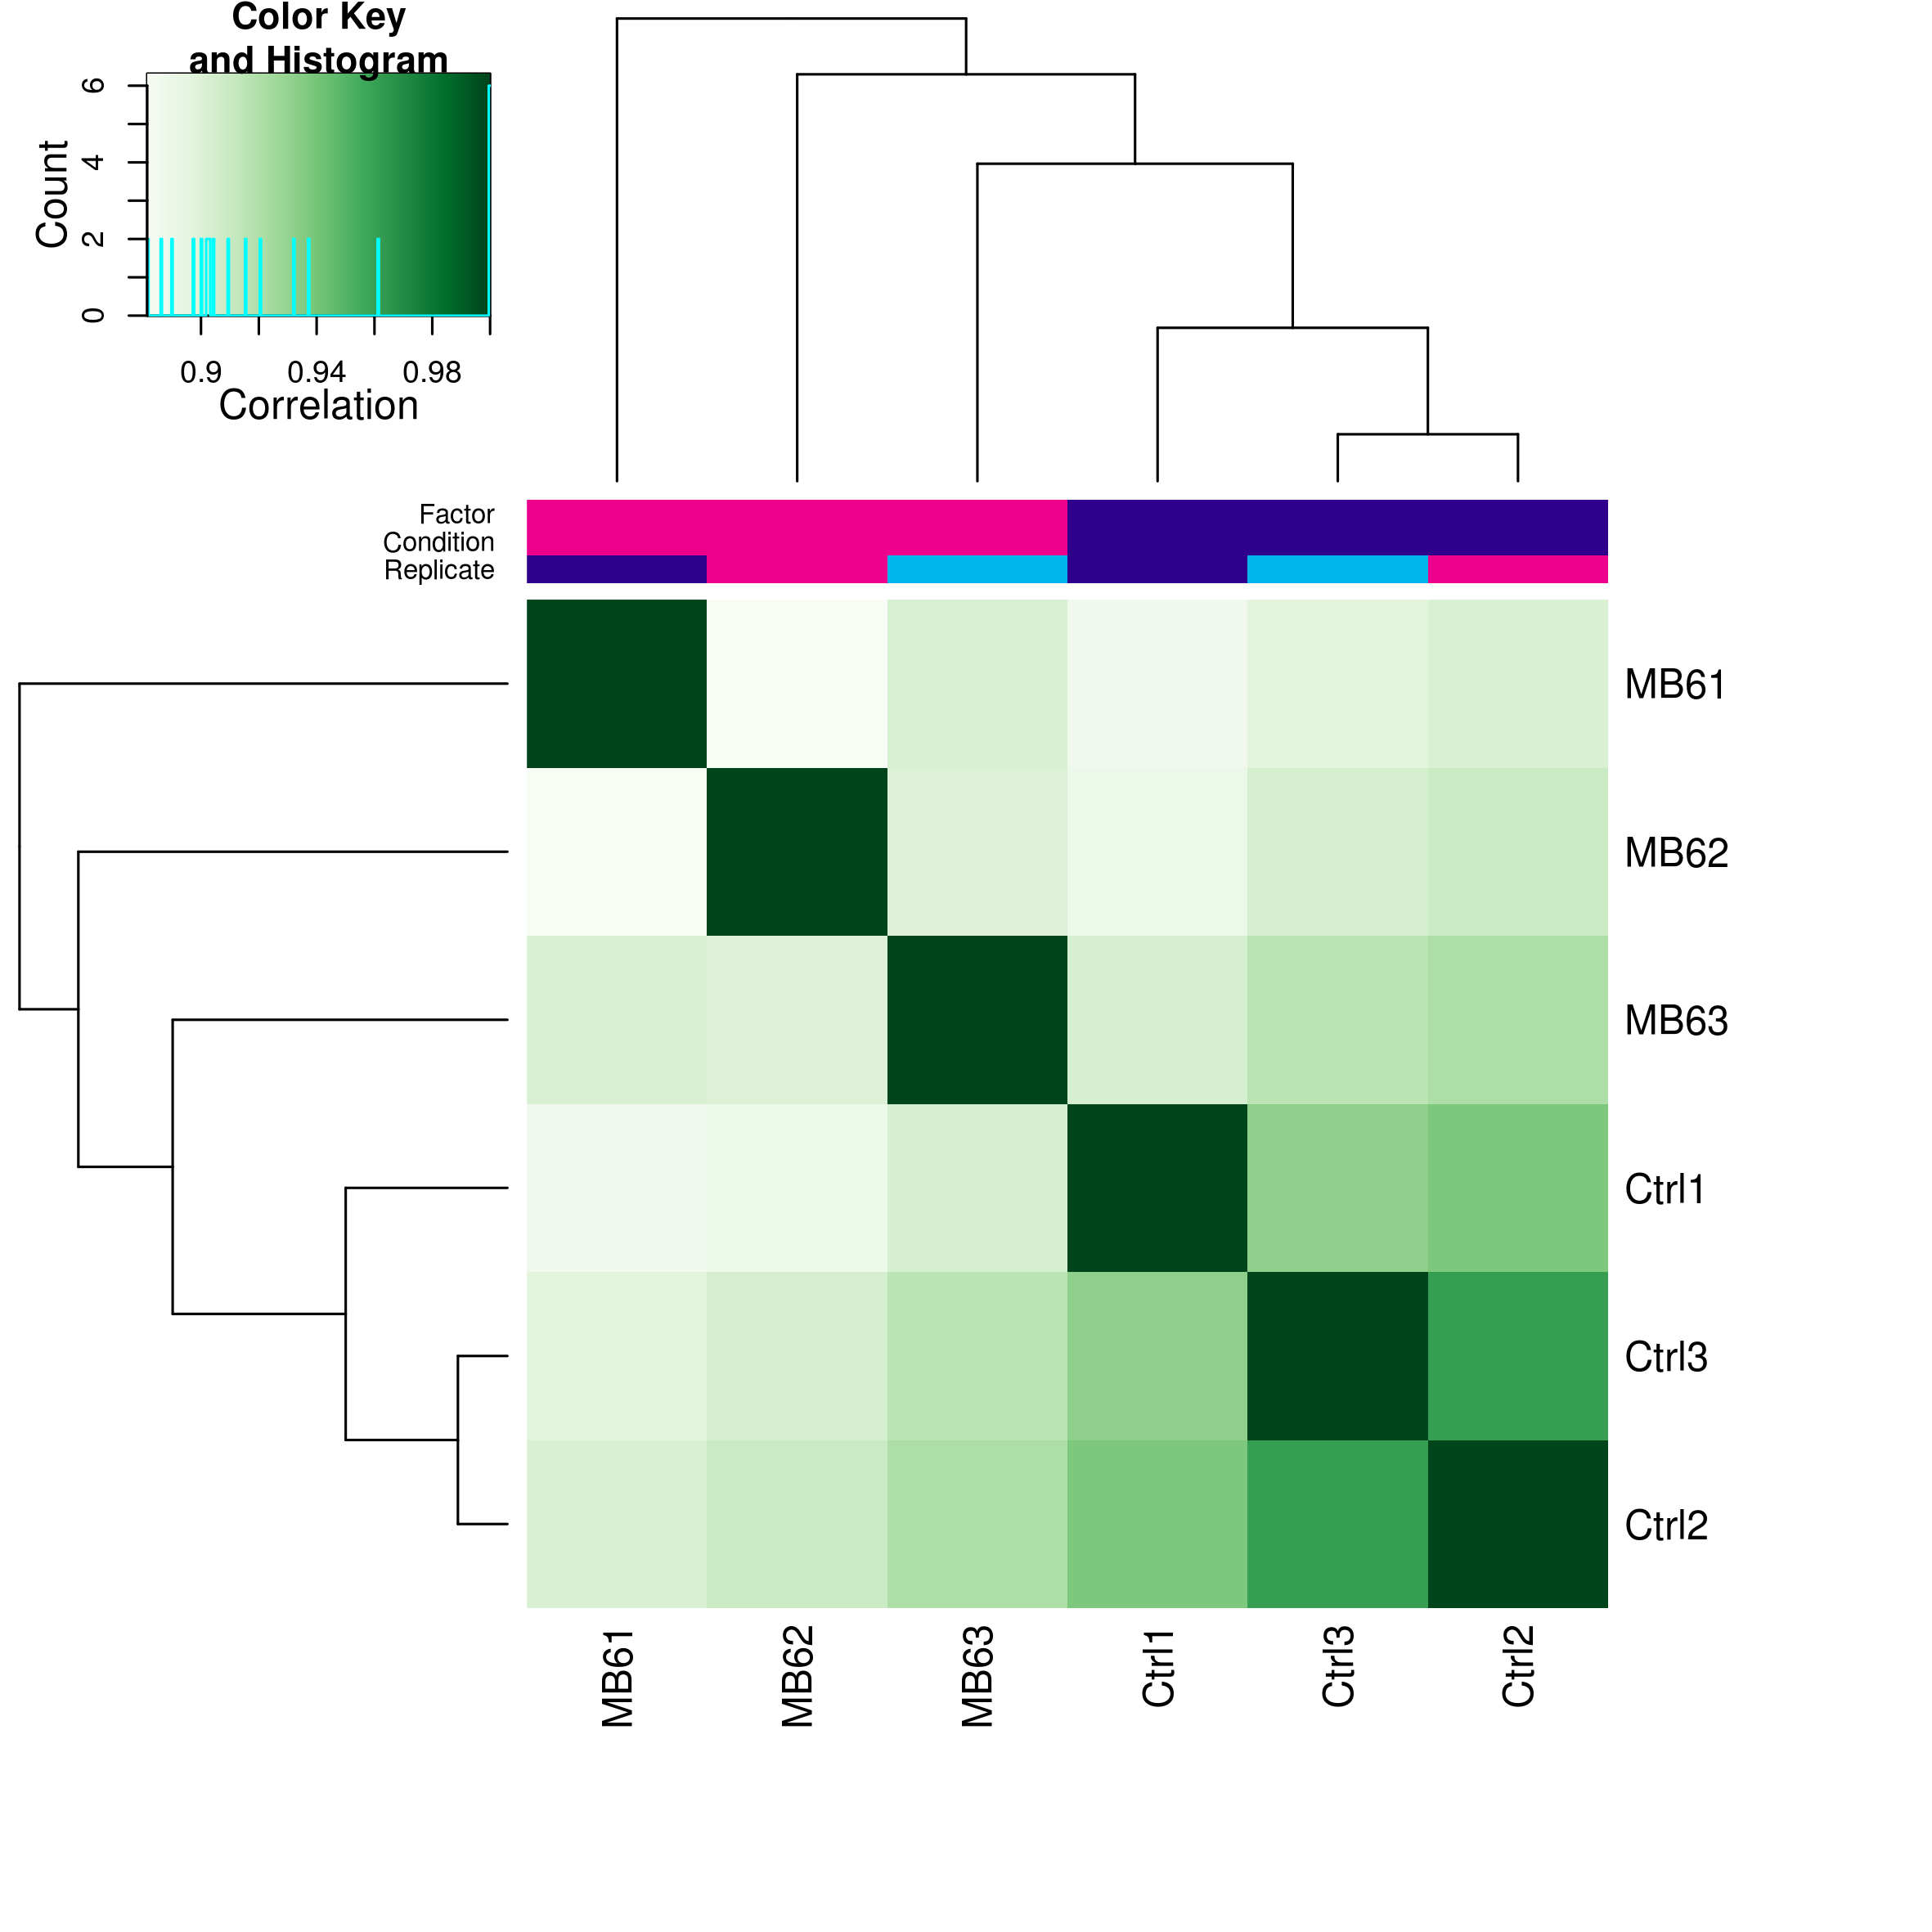 Color Key
and Histogram
Count
0
2
4
6
0.9
0.94
0.98
Correlation
Factor
Condition
Replicate
MB61
MB62
MB63
Ctrl1
Ctrl3
Ctrl2
MB61
MB62
MB63
Ctrl1
Ctrl3
Ctrl2